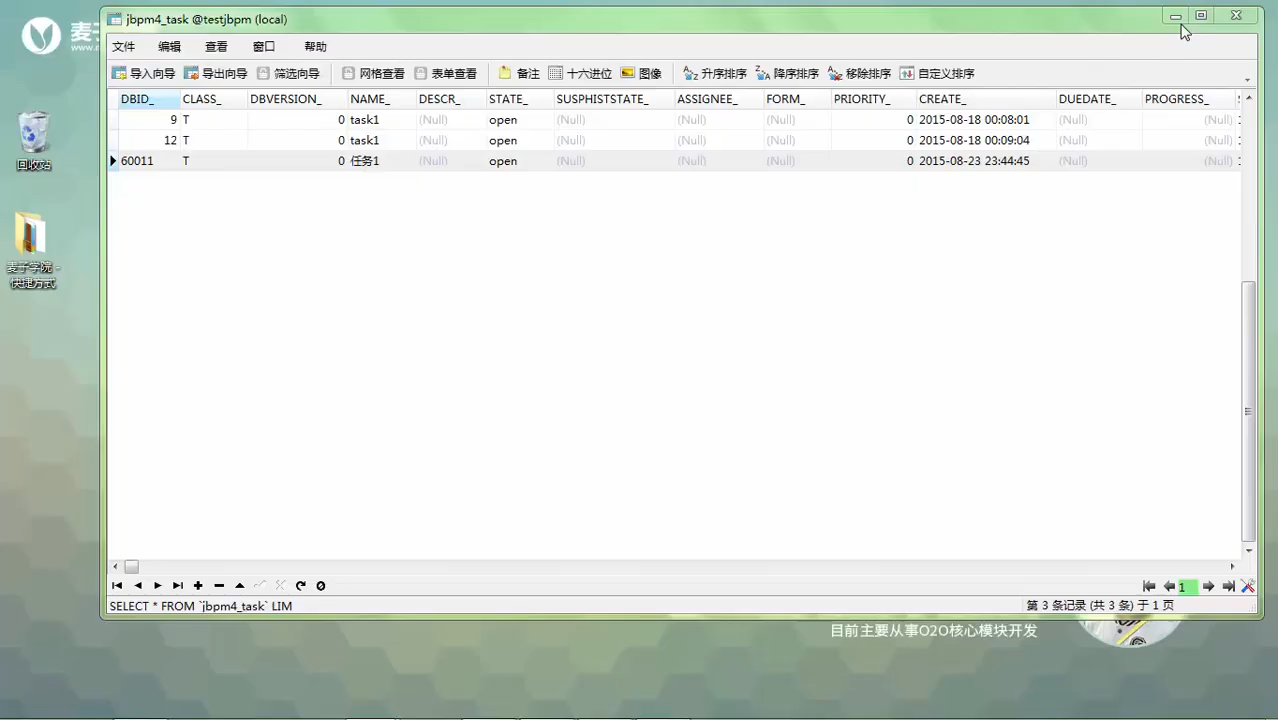 麦子
www.m
jbpm4_task @testjbpm (local)
文件 编辑 查看 窗口 帮助
导入向导 导出向导 筛选向导 网格查看 表单查看 备注 十六进位 图像 升序排序 降序排序 移除排序 自定义排序
DBID_ CLASS_ DBVERSION_ NAME_ DESCR_ STATE_ SUSPHISTSTATE_ ASSIGNEE_ FORM_ PRIORITY_ CREATE_ DUEDATE_ PROGRESS_
9 T 0 task1 (Null) open (Null) (Null) (Null) 0 2015-08-18 00:08:01 (Null) (Null) 1
12 T 0 task1 (Null) open (Null) (Null) (Null) 0 2015-08-18 00:09:04 (Null) (Null) 1
60011 T 0 任务1 (Null) open (Null) (Null) (Null) 0 2015-08-23 23:44:45 (Null) (Null) 1
回收站
麦子学院 -
快捷方式
1
SELECT * FROM `jbpm4_task` LIM
第 3 条记录 (共 3 条) 于 1 页
目前主要从事O2O核心模块开发